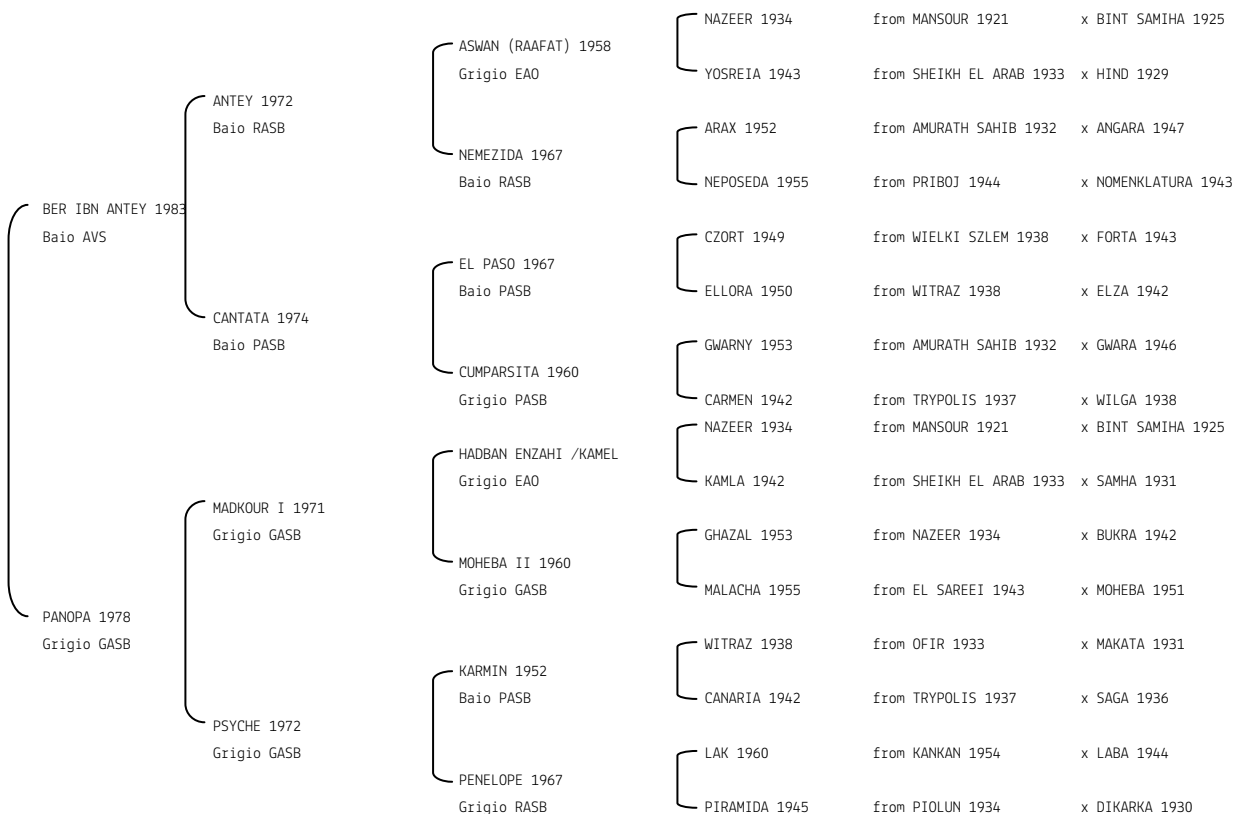 NAZEER 1934 from MANSOUR 1921 x BINT SAMIHA 1925
ASWAN (RAAFAT) 1958
Grigio EAO YOSREIA 1943 from SHEIKH EL ARAB 1933 x HIND 1929
ANTEY 1972
Baio RASB ARAX 1952 from AMURATH SAHIB 1932 x ANGARA 1947
NEMEZIDA 1967
Baio RASB NEPOSEDA 1955 from PRIBOJ 1944 x NOMENKLATURA 1943
BER IBN ANTEY 1983
Baio AVS CZORT 1949 from WIELKI SZLEM 1938 x FORTA 1943
EL PASO 1967
Baio PASB ELLORA 1950 from WITRAZ 1938 x ELZA 1942
CANTATA 1974
Baio PASB GWARNY 1953 from AMURATH SAHIB 1932 x GWARA 1946
CUMPARSITA 1960
Grigio PASB CARMEN 1942 from TRYPOLIS 1937 x WILGA 1938
NAZEER 1934 from MANSOUR 1921 x BINT SAMIHA 1925
HADBAN ENZAHI /KAMEL
Grigio EAO KAMLA 1942 from SHEIKH EL ARAB 1933 x SAMHA 1931
MADKOUR I 1971
Grigio GASB GHAZAL 1953 from NAZEER 1934 x BUKRA 1942
MOHEBA II 1960
Grigio GASB MALACHA 1955 from EL SAREEI 1943 x MOHEBA 1951
PANOPA 1978
Grigio GASB WITRAZ 1938 from OFIR 1933 x MAKATA 1931
KARMIN 1952
Baio PASB CANARIA 1942 from TRYPOLIS 1937 x SAGA 1936
PSYCHE 1972
Grigio GASB LAK 1960 from KANKAN 1954 x LABA 1944
PENELOPE 1967
Grigio RASB PIRAMIDA 1945 from PIOLUN 1934 x DIKARKA 1930